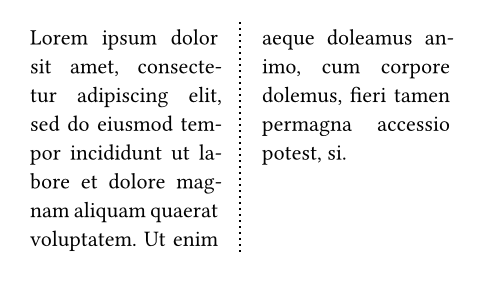 Lorem ipsum dolor
sit amet, consecte-
tur adipiscing elit,
sed do eiusmod tem-
por incididunt ut la-
bore et dolore mag-
nam aliquam quaerat
voluptatem. Ut enim
aeque doleamus an-
imo, cum corpore
dolemus, fieri tamen
permagna accessio
potest, si.